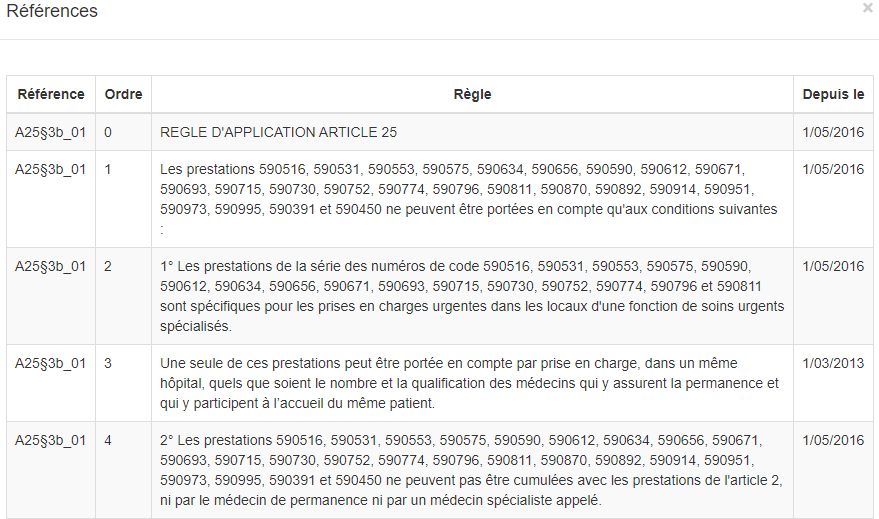 Références
×
Référence Ordre Règle Depuis le
A25§3b_01 0 REGLE D'APPLICATION ARTICLE 25 1/05/2016
A25§3b_01 1 Les prestations 590516, 590531, 590553, 590575, 590634, 590656, 590590, 590612, 590671, 1/05/2016
590693, 590715, 590730, 590752, 590774, 590796, 590811, 590870, 590892, 590914, 590951,
590973, 590995, 590391 et 590450 ne peuvent être portées en compte qu'aux conditions suivantes
:
A25§3b_01 2 1° Les prestations de la série des numéros de code 590516, 590531, 590553, 590575, 590590, 1/05/2016
590612, 590634, 590656, 590671, 590693, 590715, 590730, 590752, 590774, 590796 et 590811
sont spécifiques pour les prises en charges urgentes dans les locaux d'une fonction de soins urgents
spécialisés.
A25§3b_01 3 Une seule de ces prestations peut être portée en compte par prise en charge, dans un même 1/03/2013
hôpital, quels que soient le nombre et la qualification des médecins qui y assurent la permanence et
qui y participent à l’accueil du même patient.
A25§3b_01 4 2° Les prestations 590516, 590531, 590553, 590575, 590590, 590612, 590634, 590656, 590671, 1/05/2016
590693, 590715, 590730, 590752, 590774, 590796, 590811, 590870, 590892, 590914, 590951,
590973, 590995, 590391 et 590450 ne peuvent pas être cumulées avec les prestations de l'article 2,
ni par le médecin de permanence ni par un médecin spécialiste appelé.